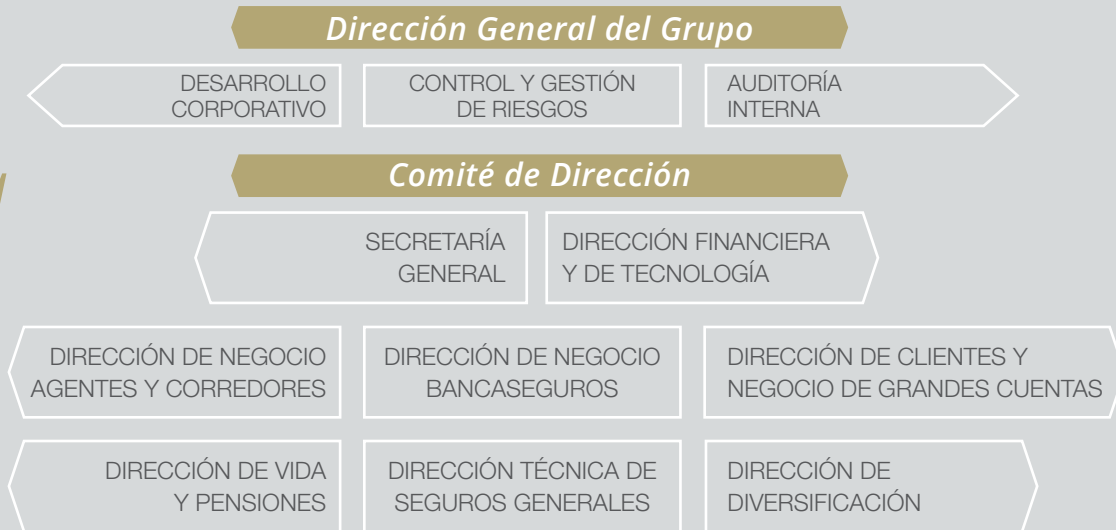 Dirección General del Grupo
DESARROLLO
CORPORATIVO
CONTROL Y GESTIÓN
DE RIESGOS
AUDITORÍA
INTERNA
Comité de Dirección
SECRETARÍA
GENERAL
DIRECCIÓN FINANCIERA
Y DE TECNOLOGÍA
DIRECCIÓN DE NEGOCIO
AGENTES Y CORREDORES
DIRECCIÓN DE NEGOCIO
BANCASEGUROS
DIRECCIÓN DE CLIENTES Y
NEGOCIO DE GRANDES CUENTAS
DIRECCIÓN DE VIDA
Y PENSIONES
DIRECCIÓN TÉCNICA DE
SEGUROS GENERALES
DIRECCIÓN DE
DIVERSIFICACIÓN